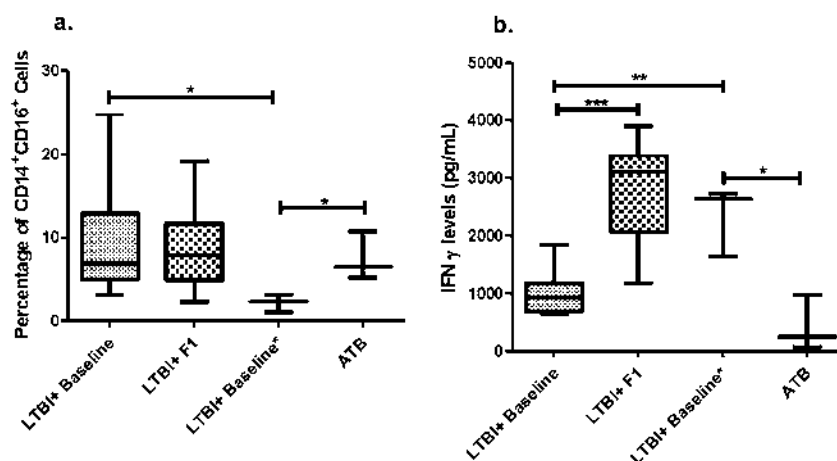 a.
Percentage of CD14+CD16+ Cells
30
20
10
0
*
*
LTBI+ Baseline
LTBI+ F1
LTBI+ Baseline*
ATB
b.
IFN γ levels (pg/mL)
5000
4000
3000
2000
1000
0
**
***
*
LTBI+ Baseline
LTBI+ F1
LTBI+ Baseline*
ATB